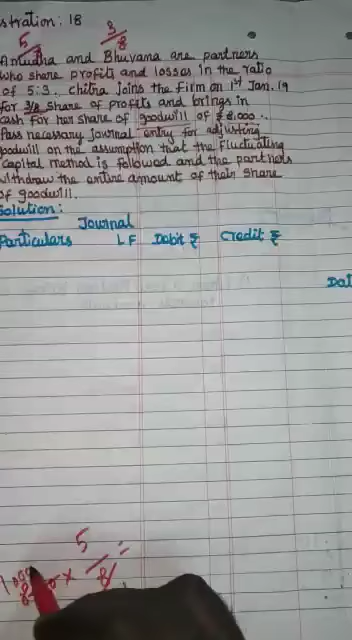 stration: 18
5/8 3/8
Anutha and Bhuvana are partners
who share profits and losses in the ratio
of 5:3. Chitra joins the firm on 1st Jan. 19
for 3/8 share of profits and brings in
cash for her share of goodwill of ₹ 8,000.
Pass necessary journal entry for adjusting
goodwill on the assumption that the Fluctuating
capital method is followed and the partners
withdraw the entire amount of their share
of goodwill.
Solution:
Journal
Particulars LF Debit ₹ Credit ₹
Dat
× 5/8 =